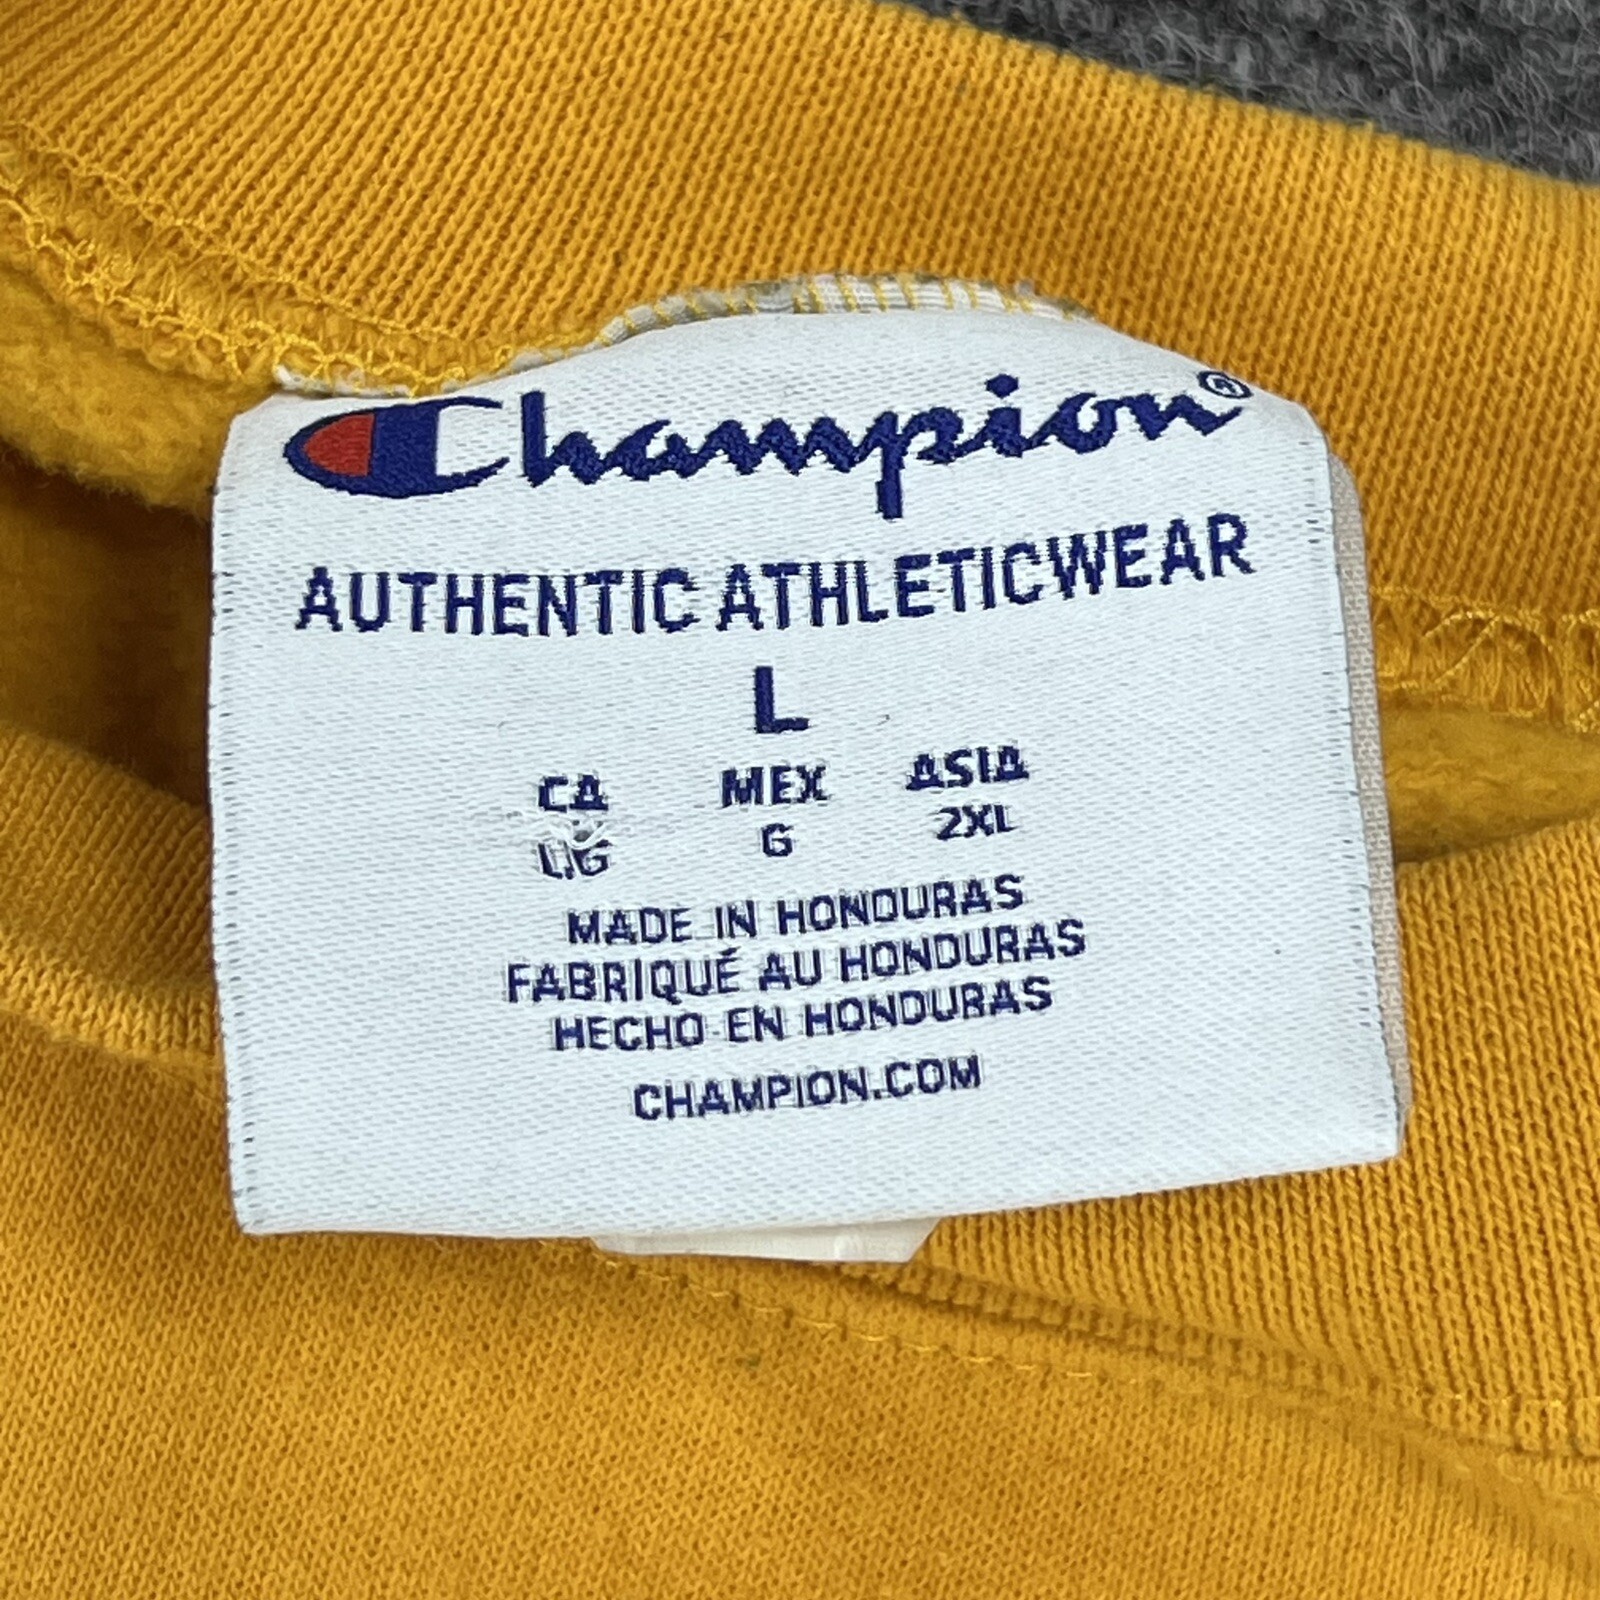 Champion®
AUTHENTIC ATHLETICWEAR
L
CA MEX ASIA
L/G G 2XL
MADE IN HONDURAS
FABRIQUÉ AU HONDURAS
HECHO EN HONDURAS
CHAMPION.COM